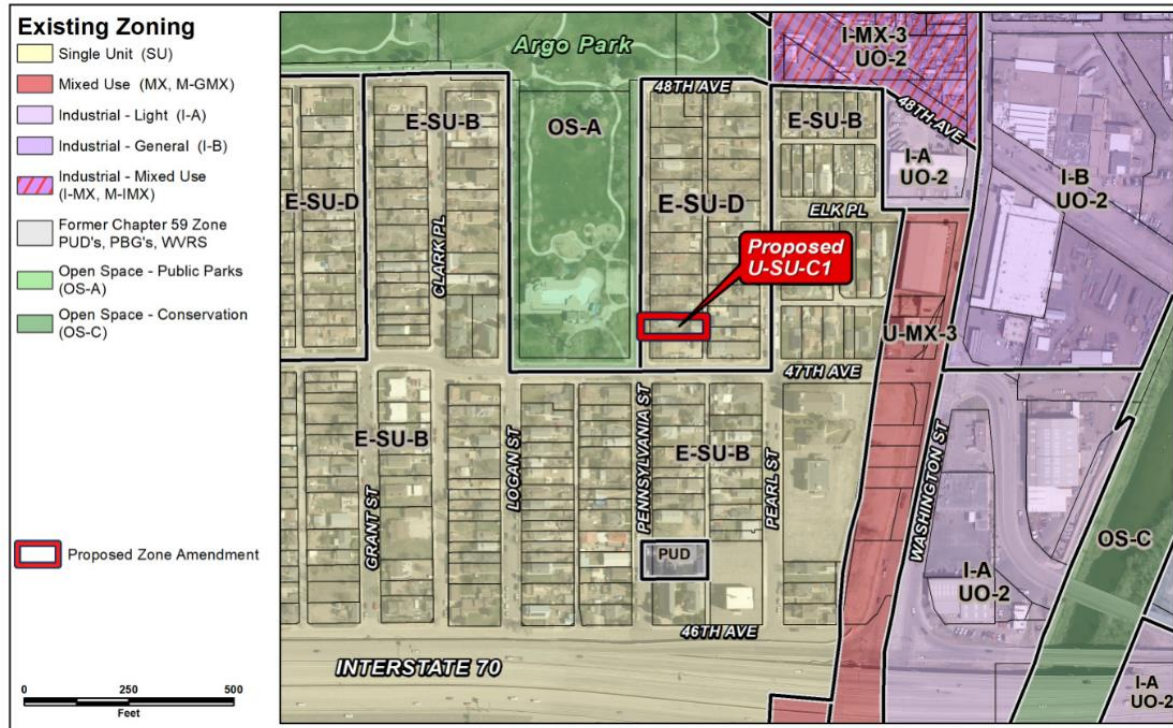 Existing Zoning
Single Unit (SU)
Mixed Use (MX, M-GMX)
Industrial - Light (I-A)
Industrial - General (I-B)
Industrial - Mixed Use
(I-MX, M-IMX)
Former Chapter 59 Zone
PUD's, PBG's, WVRS
Open Space - Public Parks
(OS-A)
Open Space - Conservation
(OS-C)
Proposed Zone Amendment
0 250 500
Feet
Argo Park
I-MX-3
UO-2
48TH AVE
48TH AVE
E-SU-B
OS-A
E-SU-B
I-A
UO-2
I-B
UO-2
E-SU-D
E-SU-D
ELK PL
CLARK PL
Proposed
U-SU-C1
U-MX-3
47TH AVE
E-SU-B
E-SU-B
GRANT ST
LOGAN ST
PENNSYLVANIA ST
PEARL ST
WASHINGTON ST
PUD
OS-C
I-A
UO-2
46TH AVE
INTERSTATE 70
I-A
UO-2